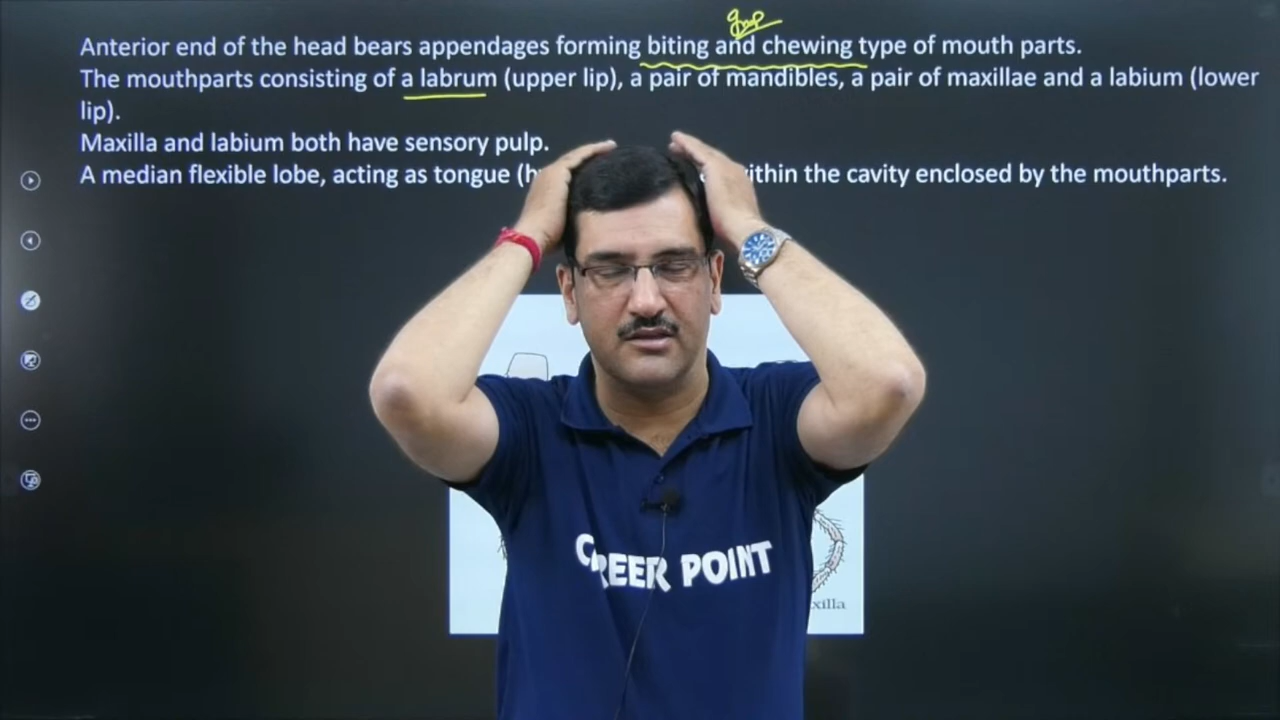 Anterior end of the head bears appendages forming biting and chewing type of mouth parts.
The mouthparts consisting of a labrum (upper lip), a pair of mandibles, a pair of maxillae and a labium (lower
lip).
Maxilla and labium both have sensory pulp.
A median flexible lobe, acting as tongue (h ithin the cavity enclosed by the mouthparts.
CREER POINT
xilla